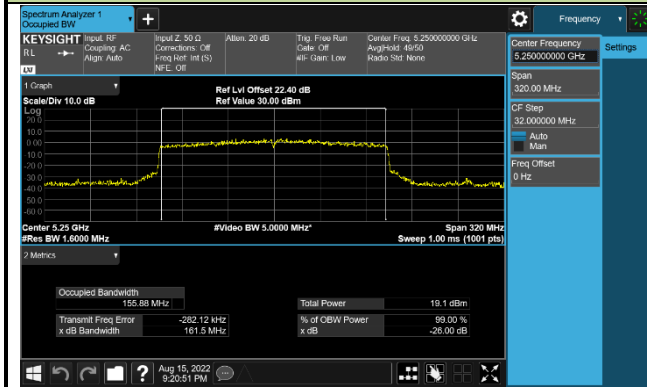 Spectrum Analyzer 1
Occupied BW
+
Frequency
KEYSIGHT
RL
LXI
Input: RF
Coupling: AC
Align: Auto
Input Z: 50 Ω
Corrections: Off
Freq Ref: Int (S)
NFE: Off
Atten: 20 dB
Trig: Free Run
Gate: Off
#IF Gain: Low
Center Freq: 5.250000000 GHz
Avg|Hold: 49/50
Radio Std: None
Center Frequency
5.250000000 GHz
Settings
Span
320.00 MHz
CF Step
32.000000 MHz
Auto
Man
Freq Offset
0 Hz
1 Graph
Scale/Div 10.0 dB
Ref Lvl Offset 22.40 dB
Ref Value 30.00 dBm
Log
20.0
10.0
0.00
-10.0
-20.0
-30.0
-40.0
-50.0
-60.0
Center 5.25 GHz
#Res BW 1.6000 MHz
#Video BW 5.0000 MHz*
Span 320 MHz
Sweep 1.00 ms (1001 pts)
2 Metrics
Occupied Bandwidth
155.88 MHz
Total Power 19.1 dBm
Transmit Freq Error -282.12 kHz
% of OBW Power 99.00 %
x dB Bandwidth 161.5 MHz
x dB -26.00 dB
?
Aug 15, 2022
9:20:51 PM